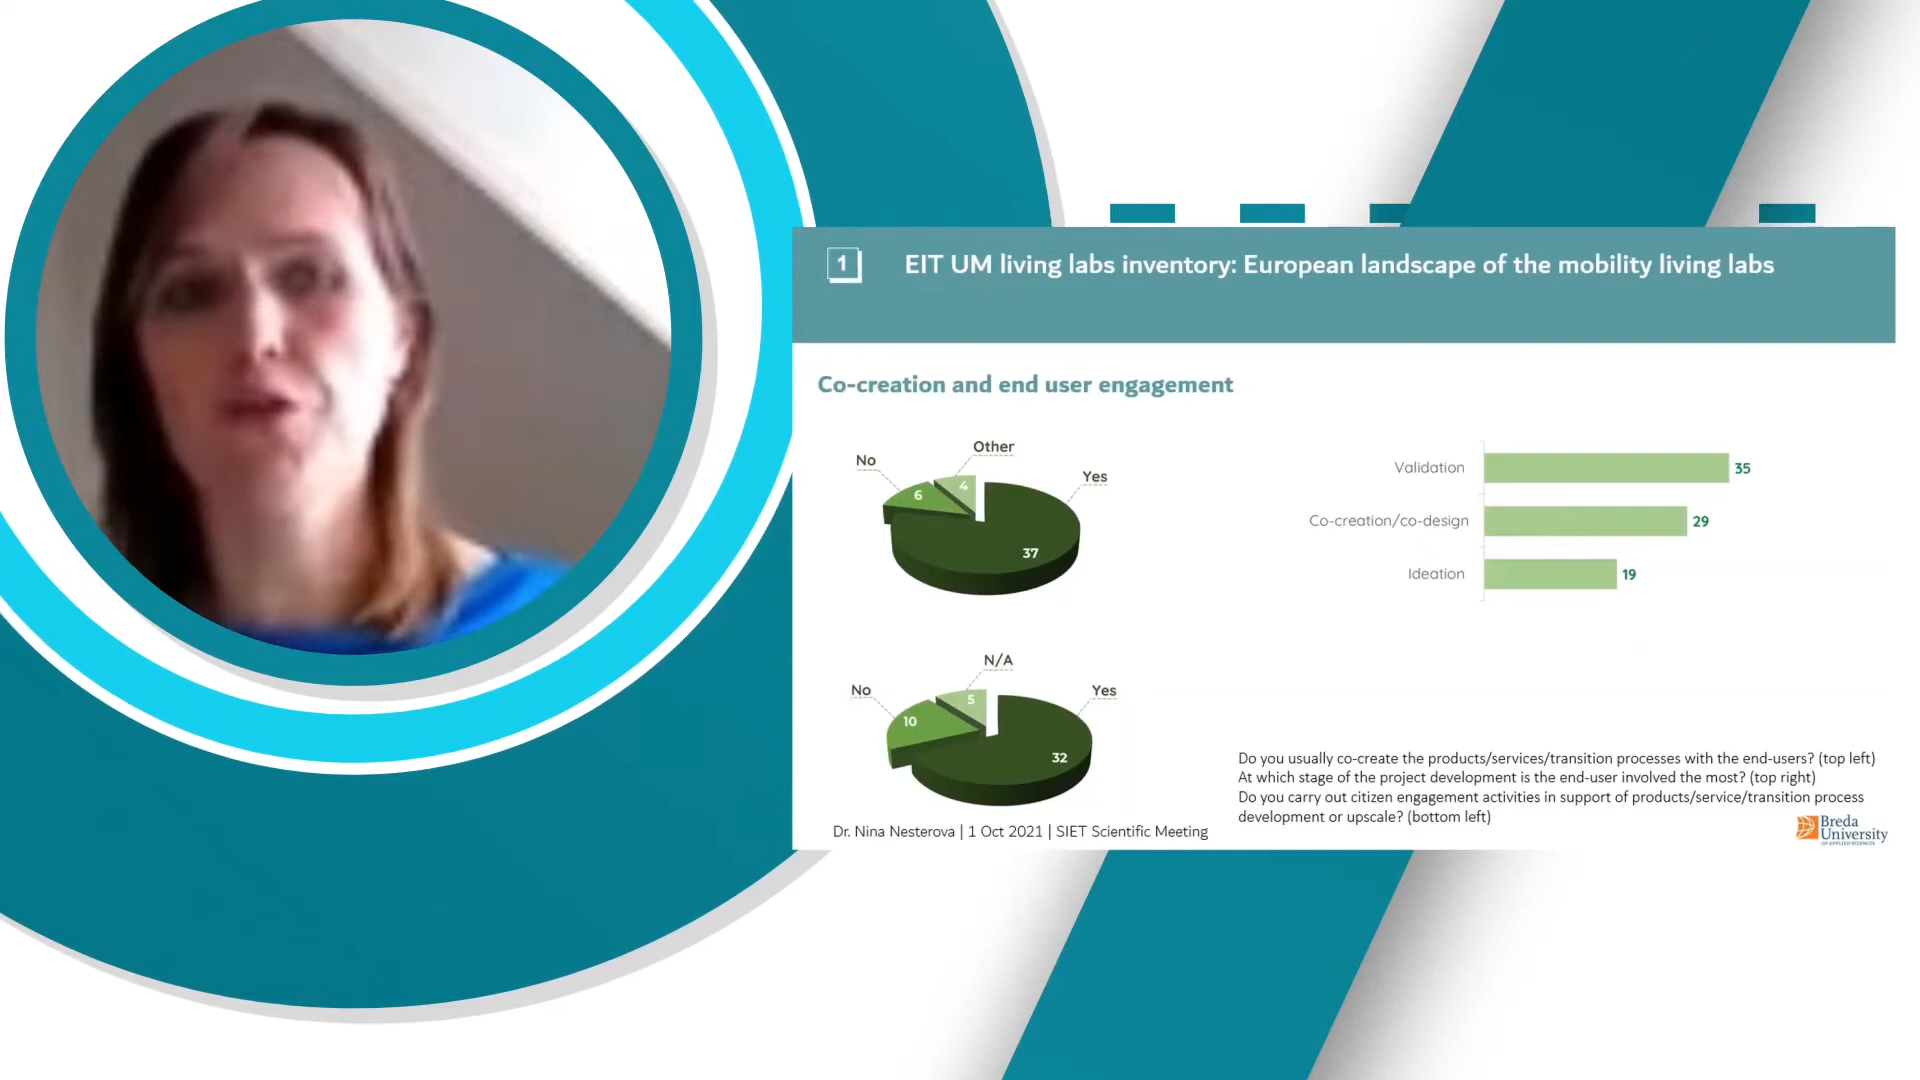 1
EIT UM living labs inventory: European landscape of the mobility living labs
Co-creation and end user engagement
Other
No
Yes
6
4
37
Validation
35
Co-creation/co-design
29
Ideation
19
N/A
No
Yes
5
10
32
Do you usually co-create the products/services/transition processes with the end-users? (top left)
At which stage of the project development is the end-user involved the most? (top right)
Do you carry out citizen engagement activities in support of products/service/transition process
development or upscale? (bottom left)
Dr. Nina Nesterova | 1 Oct 2021 | SIET Scientific Meeting
Breda
University
OF APPLIED SCIENCES